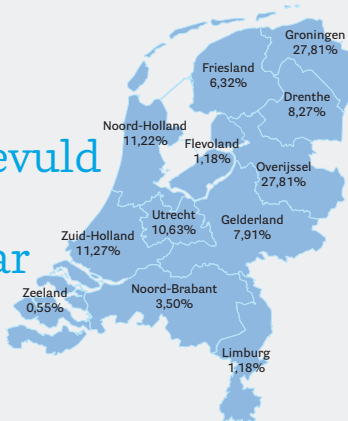 Groningen
27,81%
Friesland
6,32%
Drenthe
8,27%
Noord-Holland
11,22%
Flevoland
1,18%
evuld
Overijssel
27,81%
Utrecht
10,63%
Gelderland
7,91%
Zuid-Holland
11,27%
ar
Zeeland
0,55%
Noord-Brabant
3,50%
Limburg
1,18%